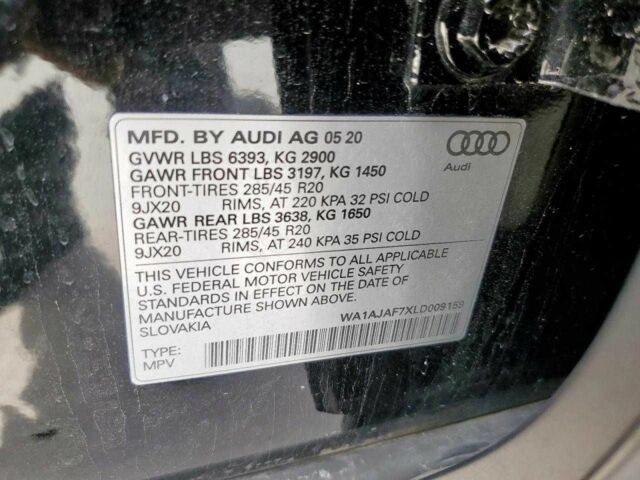 MFD. BY AUDI AG 05 20
GVWR LBS 6393, KG 2900
GAWR FRONT LBS 3197, KG 1450
FRONT-TIRES 285/45 R20
9JX20 RIMS, AT 220 KPA 32 PSI COLD
GAWR REAR LBS 3638, KG 1650
REAR-TIRES 285/45 R20
9JX20 RIMS, AT 240 KPA 35 PSI COLD
THIS VEHICLE CONFORMS TO ALL APPLICABLE
U.S. FEDERAL MOTOR VEHICLE SAFETY
STANDARDS IN EFFECT ON THE DATE OF
MANUFACTURE SHOWN ABOVE.
SLOVAKIA
WA1AJAF7XLD009159
TYPE:
MPV
Audi